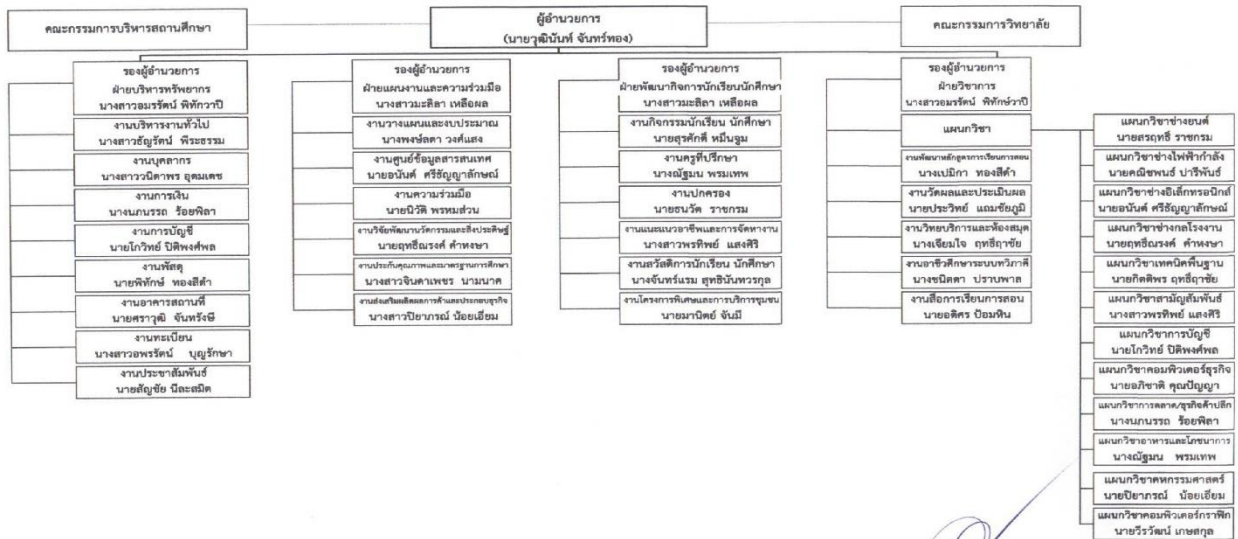 คณะกรรมการบริหารสถานศึกษา
ผู้อำนวยการ
(นายวุฒินันท์ จันทร์ทอง)
คณะกรรมการวิทยาลัย
รองผู้อำนวยการ
ฝ่ายบริหารทรัพยากร
นางสาวอมรรัตน์ พิทักวาปี
งานบริหารงานทั่วไป
นางสาวธัญรัตน์ พีระธรรม
งานบุคลากร
นางสาววนิดาพร อุดมเดช
งานการเงิน
นางนภนรรถ ร้อยพิลา
งานการบัญชี
นายโกวิทย์ ปิติพงศ์พล
งานพัสดุ
นายพิทักษ์ ทองสีดำ
งานอาคารสถานที่
นายศราวุฒิ จันทรังษี
งานทะเบียน
นางสาวอพรรัตน์ บุญรักษา
งานประชาสัมพันธ์
นายสัญชัย นีละสมิต
รองผู้อำนวยการ
ฝ่ายแผนงานและความร่วมมือ
นางสาวมะลิลา เหลือผล
งานวางแผนและงบประมาณ
นางพงษ์ลดา วงศ์แสง
งานศูนย์ข้อมูลสารสนเทศ
นายอนันต์ ศรีธัญญาลักษณ์
งานความร่วมมือ
นายนิวัติ พรหมส่วน
งานวิจัยพัฒนานวัตกรรมและสิ่งประดิษฐ์
นายฤทธิ์ณรงค์ คำหงษา
งานประกันคุณภาพและมาตรฐานการศึกษา
นางสาวจินดาเพชร นามนาค
งานส่งเสริมผลิตผลการค้าและประกอบธุรกิจ
นางสาวปิยาภรณ์ น้อยเอี่ยม
รองผู้อำนวยการ
ฝ่ายพัฒนากิจการนักเรียนนักศึกษา
นางสาวมะลิลา เหลือผล
งานกิจกรรมนักเรียน นักศึกษา
นายสุรศักดิ์ หมื่นจูม
งานครูที่ปรึกษา
นางณัฐมน พรมเทพ
งานปกครอง
นายธนวัต ราชกรม
งานแนะแนวอาชีพและการจัดหางาน
นางสาวพรทิพย์ แสงศิริ
งานสวัสดิการนักเรียน นักศึกษา
นางจันทร์แรม สุทธินันทวรกุล
งานโครงการพิเศษและการบริการชุมชน
นายมานิตย์ จันมี
รองผู้อำนวยการ
ฝ่ายวิชาการ
นางสาวอมรรัตน์ พิทักษ์วาปี
แผนกวิชา
งานพัฒนาหลักสูตรการเรียนการสอน
นางเปมิกา ทองสีดำ
งานวัดผลและประเมินผล
นายประวิทย์ แถมชัยภูมิ
งานวิทยบริการและห้องสมุด
นางเจียมใจ ฤทธิ์ฤาชัย
งานอาชีวศึกษาระบบทวิภาคี
นางชนิตตา ปราบพาล
งานสื่อการเรียนการสอน
นายอดิศร ป้อมหิน
แผนกวิชาช่างยนต์
นายสรฤทธิ์ ราชกรม
แผนกวิชาช่างไฟฟ้ากำลัง
นายคณิชพนธ์ ปารีพันธ์
แผนกวิชาช่างอิเล็กทรอนิกส์
นายอนันต์ ศรีธัญญาลักษณ์
แผนกวิชาช่างกลโรงงาน
นายฤทธิ์ณรงค์ คำหงษา
แผนกวิชาเทคนิคพื้นฐาน
นายกิตติพร ฤทธิ์ฤาชัย
แผนกวิชาสามัญสัมพันธ์
นางสาวพรทิพย์ แสงศิริ
แผนกวิชาการบัญชี
นายโกวิทย์ ปิติพงศ์พล
แผนกวิชาคอมพิวเตอร์ธุรกิจ
นายอภิชาติ คุณปัญญา
แผนกวิชาการตลาด/ธุรกิจค้าปลีก
นางนภนรรถ ร้อยพิลา
แผนกวิชาอาหารและโภชนาการ
นางณัฐมน พรมเทพ
แผนกวิชาคหกรรมศาสตร์
นายปิยาภรณ์ น้อยเอี่ยม
แผนกวิชาคอมพิวเตอร์กราฟิก
นายวีรวัฒน์ เกษสกุล